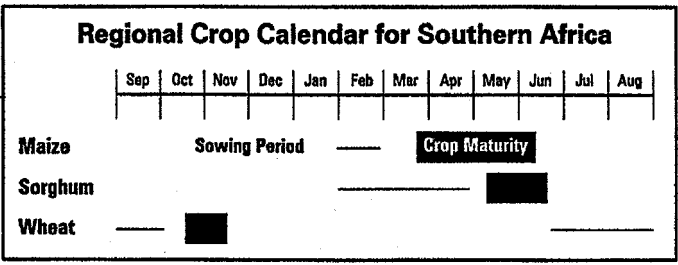 Regional Crop Calendar for Southern Africa
Sep Oct Nov Dec Jan Feb Mar Apr May Jun Jul Aug
Maize Sowing Period Crop Maturity
Sorghum
Wheat